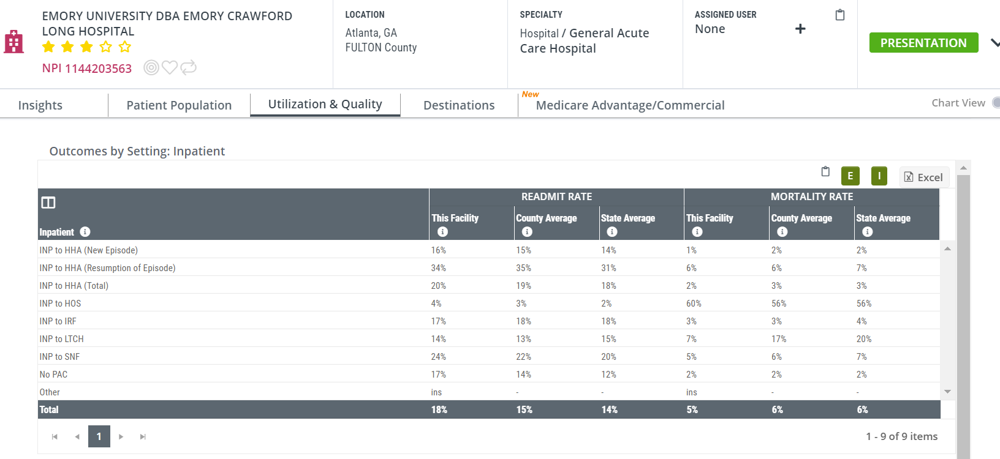 EMORY UNIVERSITY DBA EMORY CRAWFORD
LONG HOSPITAL
NPI 1144203563
LOCATION
Atlanta, GA
FULTON County
SPECIALTY
Hospital / General Acute
Care Hospital
ASSIGNED USER
None
PRESENTATION
Insights
Patient Population
Utilization & Quality
Destinations
New
Medicare Advantage/Commercial
Chart View
Outcomes by Setting: Inpatient
E I Excel
READMIT RATE MORTALITY RATE
This Facility County Average State Average This Facility County Average State Average
Inpatient
INP to HHA (New Episode) 16% 15% 14% 1% 2% 2%
INP to HHA (Resumption of Episode) 34% 35% 31% 6% 6% 7%
INP to HHA (Total) 20% 19% 18% 2% 3% 3%
INP to HOS 4% 3% 2% 60% 56% 56%
INP to IRF 17% 18% 18% 3% 3% 4%
INP to LTCH 14% 13% 15% 7% 17% 20%
INP to SNF 24% 22% 20% 5% 6% 7%
No PAC 17% 14% 12% 2% 2% 2%
Other ins - - ins - -
Total 18% 15% 14% 5% 6% 6%
1
1 - 9 of 9 items